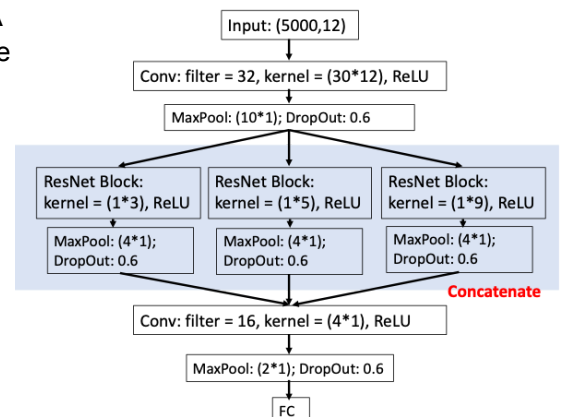 A
e
Input: (5000,12)
Conv: filter = 32, kernel = (30*12), ReLU
MaxPool: (10*1); DropOut: 0.6
ResNet Block:
kernel = (1*3), ReLU
ResNet Block:
kernel = (1*5), ReLU
ResNet Block:
kernel = (1*9), ReLU
MaxPool: (4*1);
DropOut: 0.6
MaxPool: (4*1);
DropOut: 0.6
MaxPool: (4*1);
DropOut: 0.6
Concatenate
Conv: filter = 16, kernel = (4*1), ReLU
MaxPool: (2*1); DropOut: 0.6
FC